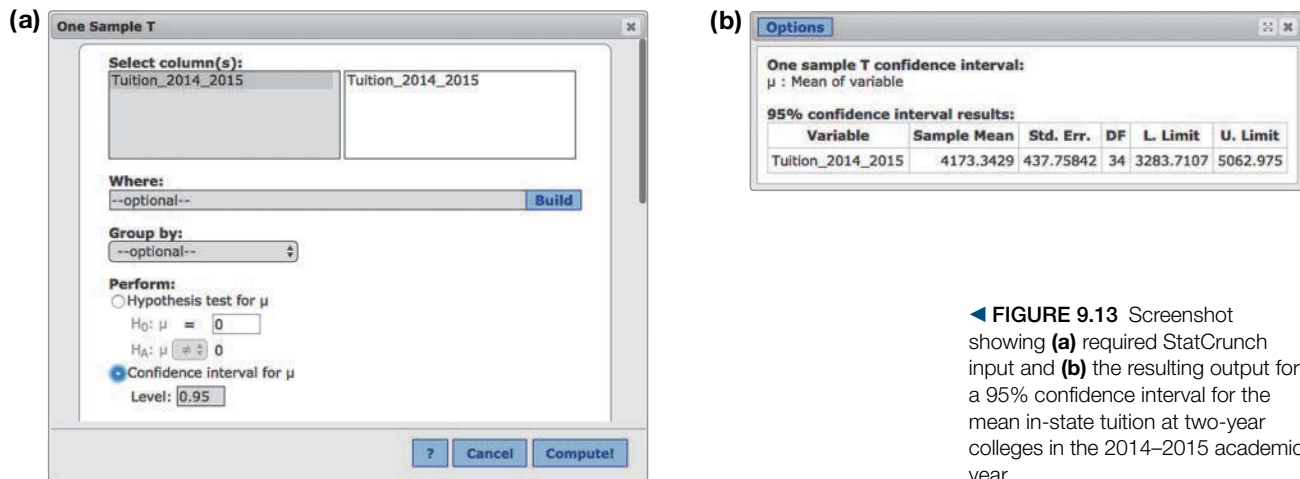 (a)
One Sample T
Select column(s):
Tuition_2014_2015 Tuition_2014_2015
Where:
--optional-- Build
Group by:
--optional--
Perform:
Hypothesis test for μ
H0: μ = 0
HA: μ ≠ 0
Confidence interval for μ
Level: 0.95
? Cancel Compute!
(b)
Options
One sample T confidence interval:
μ : Mean of variable
95% confidence interval results:
Variable Sample Mean Std. Err. DF L. Limit U. Limit
Tuition_2014_2015 4173.3429 437.75842 34 3283.7107 5062.975
◀ FIGURE 9.13 Screenshot
showing (a) required StatCrunch
input and (b) the resulting output for
a 95% confidence interval for the
mean in-state tuition at two-year
colleges in the 2014–2015 academic
year